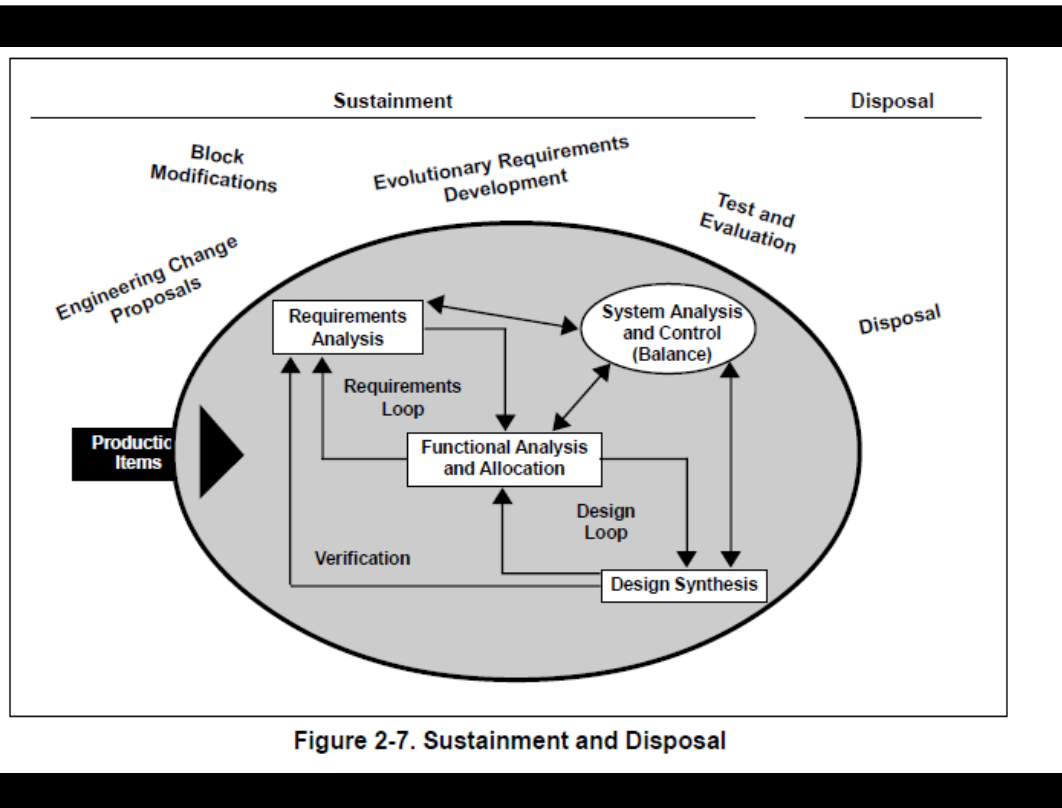 Sustainment
Disposal
Block
Modifications
Evolutionary Requirements
Development
Test and
Evaluation
Engineering Change
Proposals
Disposal
Requirements
Analysis
System Analysis
and Control
(Balance)
Requirements
Loop
Productio
Items
Functional Analysis
and Allocation
Design
Loop
Verification
Design Synthesis
Figure 2-7. Sustainment and Disposal